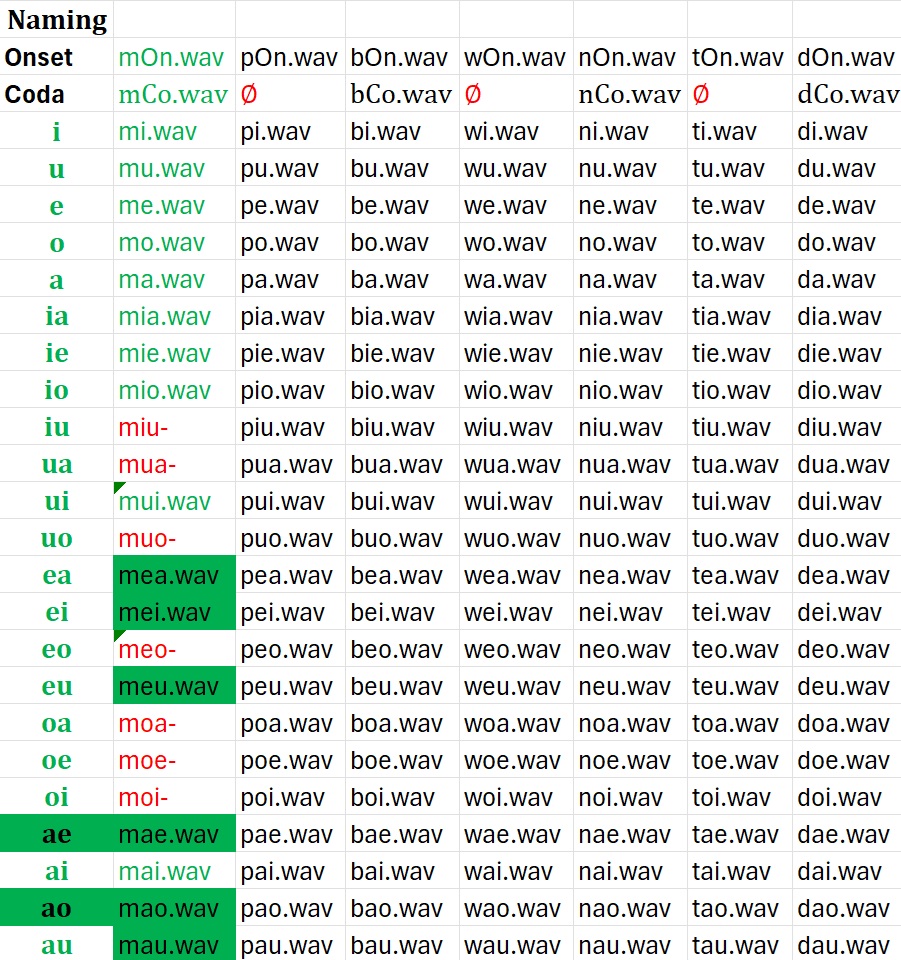 Naming
Onset mOn.wav pOn.wav bOn.wav wOn.wav nOn.wav tOn.wav dOn.wav
Coda mCo.wav Ø bCo.wav Ø nCo.wav Ø dCo.wav
i mi.wav pi.wav bi.wav wi.wav ni.wav ti.wav di.wav
u mu.wav pu.wav bu.wav wu.wav nu.wav tu.wav du.wav
e me.wav pe.wav be.wav we.wav ne.wav te.wav de.wav
o mo.wav po.wav bo.wav wo.wav no.wav to.wav do.wav
a ma.wav pa.wav ba.wav wa.wav na.wav ta.wav da.wav
ia mia.wav pia.wav bia.wav wia.wav nia.wav tia.wav dia.wav
ie mie.wav pie.wav bie.wav wie.wav nie.wav tie.wav die.wav
io mio.wav pio.wav bio.wav wio.wav nio.wav tio.wav dio.wav
iu miu- piu.wav biu.wav wiu.wav niu.wav tiu.wav diu.wav
ua mua- pua.wav bua.wav wua.wav nua.wav tua.wav dua.wav
ui mui.wav pui.wav bui.wav wui.wav nui.wav tui.wav dui.wav
uo muo- puo.wav buo.wav wuo.wav nuo.wav tuo.wav duo.wav
ea mea.wav pea.wav bea.wav wea.wav nea.wav tea.wav dea.wav
ei mei.wav pei.wav bei.wav wei.wav nei.wav tei.wav dei.wav
eo meo- peo.wav beo.wav weo.wav neo.wav teo.wav deo.wav
eu meu.wav peu.wav beu.wav weu.wav neu.wav teu.wav deu.wav
oa moa- poa.wav boa.wav woa.wav noa.wav toa.wav doa.wav
oe moe- poe.wav boe.wav woe.wav noe.wav toe.wav doe.wav
oi moi- poi.wav boi.wav woi.wav noi.wav toi.wav doi.wav
ae mae.wav pae.wav bae.wav wae.wav nae.wav tae.wav dae.wav
ai mai.wav pai.wav bai.wav wai.wav nai.wav tai.wav dai.wav
ao mao.wav pao.wav bao.wav wao.wav nao.wav tao.wav dao.wav
au mau.wav pau.wav bau.wav wau.wav nau.wav tau.wav dau.wav